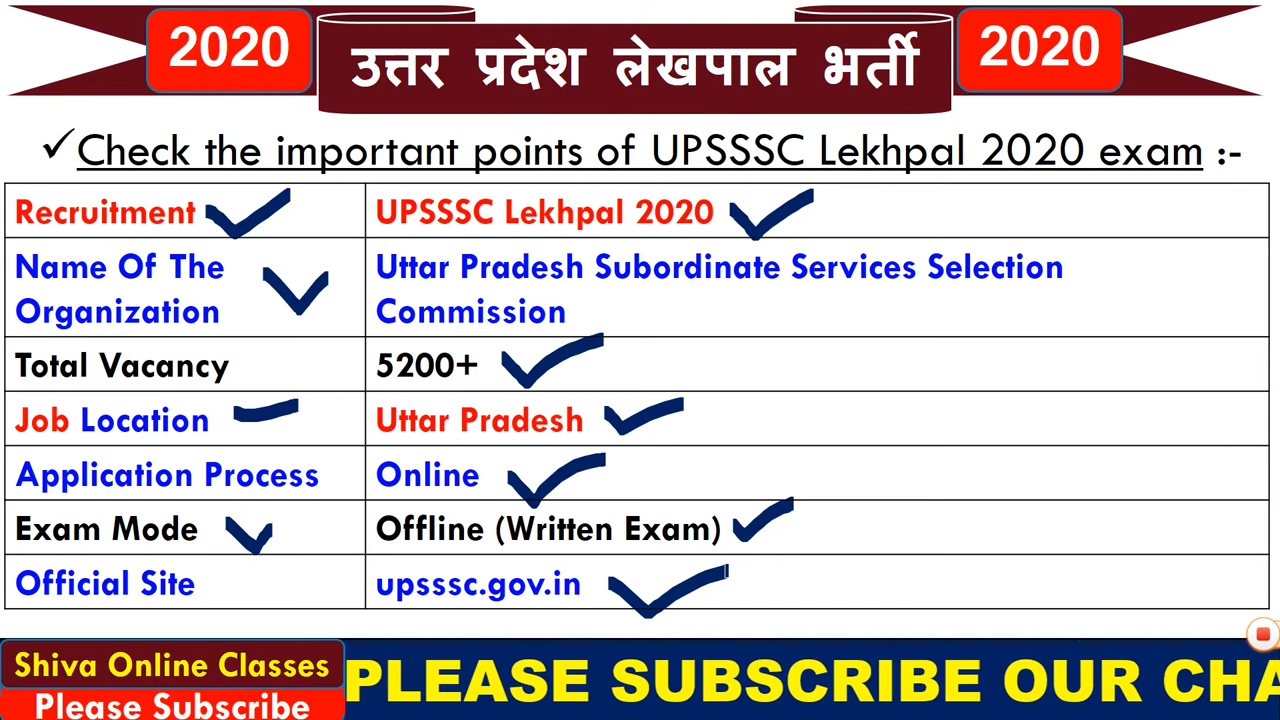 2020 उत्तर प्रदेश लेखपाल भर्ती 2020
Check the important points of UPSSSC Lekhpal 2020 exam :-
Recruitment UPSSSC Lekhpal 2020
Name Of The Uttar Pradesh Subordinate Services Selection
Organization Commission
Total Vacancy 5200+
Job Location Uttar Pradesh
Application Process Online
Exam Mode Offline (Written Exam)
Official Site upsssc.gov.in
Shiva Online Classes PLEASE SUBSCRIBE OUR CHA
Please Subscribe